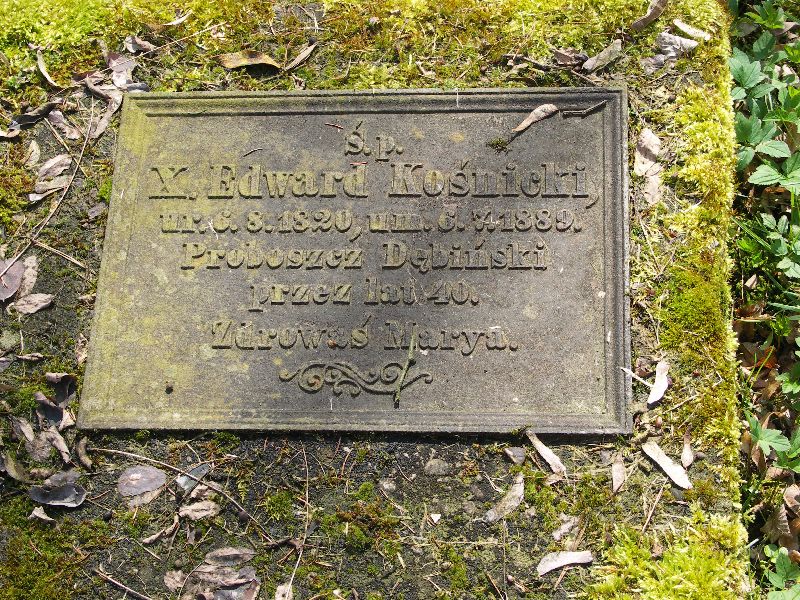 Ś.p.
X. Edward Kośnicki,
ur. 6. 8. 1820, um. 6. 4. 1889.
Proboszcz Dębiński
przez lat 40.
Zdrowaś Marya.